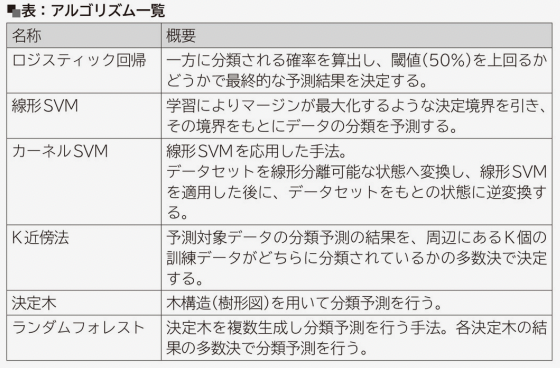 表：アルゴリズム一覧
名称 概要
ロジスティック回帰 一方に分類される確率を算出し、閾値(50%)を上回るか
どうかで最終的な予測結果を決定する。
線形SVM 学習によりマージンが最大化するような決定境界を引き、
その境界をもとにデータの分類を予測する。
カーネルSVM 線形SVMを応用した手法。
データセットを線形分離可能な状態へ変換し、線形SVM
を適用した後に、データセットをもとの状態に逆変換す
る。
K近傍法 予測対象データの分類予測の結果を、周辺にあるK個の
訓練データがどちらに分類されているかの多数決で決定
する。
決定木 木構造(樹形図)を用いて分類予測を行う。
ランダムフォレスト 決定木を複数生成し分類予測を行う手法。各決定木の結
果の多数決で分類予測を行う。